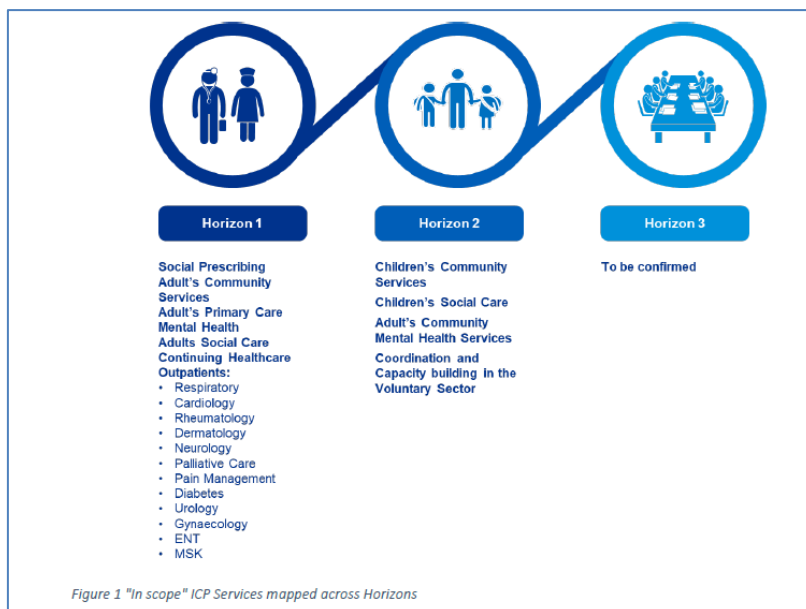 Horizon 1
Social Prescribing
Adult's Community
Services
Adult's Primary Care
Mental Health
Adults Social Care
Continuing Healthcare
Outpatients:
• Respiratory
• Cardiology
• Rheumatology
• Dermatology
• Neurology
• Palliative Care
• Pain Management
• Diabetes
• Urology
• Gynaecology
• ENT
• MSK
Horizon 2
Children's Community
Services
Children's Social Care
Adult's Community
Mental Health Services
Coordination and
Capacity building in the
Voluntary Sector
Horizon 3
To be confirmed
Figure 1 "In scope" ICP Services mapped across Horizons